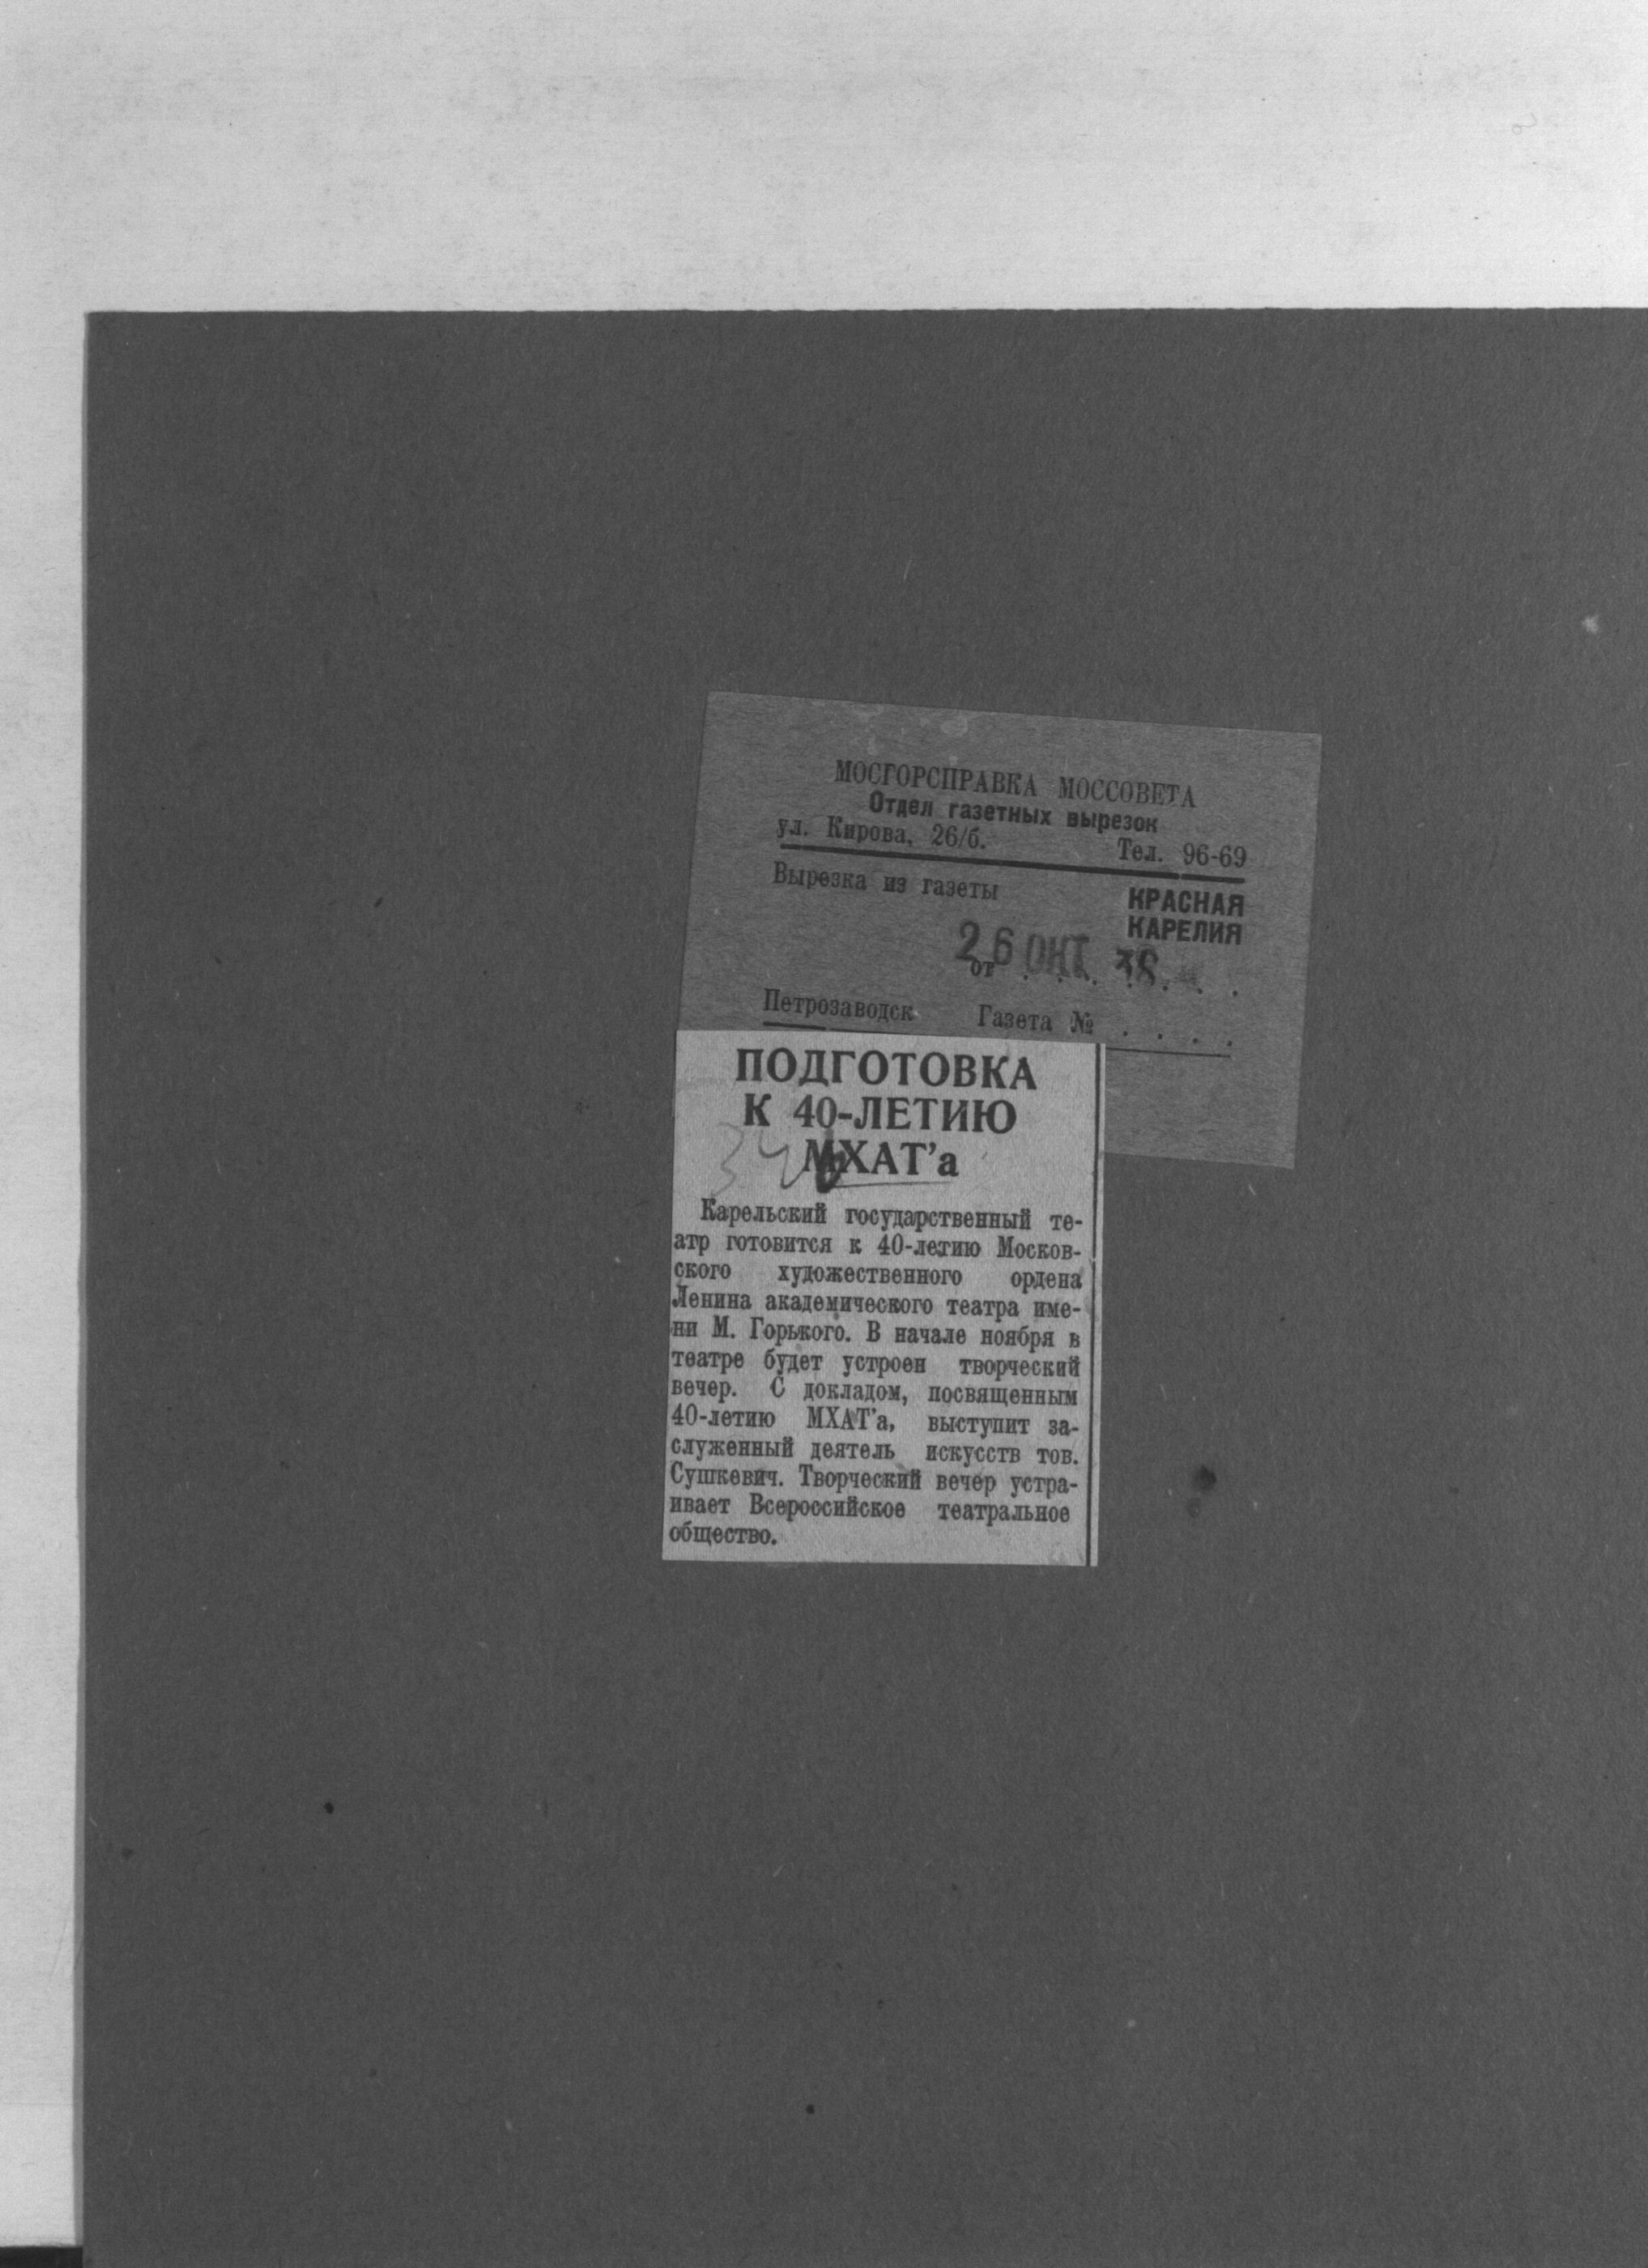 МОСГОРСПРАВКА МОССОВЕТА
Отдел газетных вырезок
ул. Кирова, 26/б. Тел. 96-69
Вырезка из газеты
КРАСНАЯ
КАРЕЛИЯ
26 ОКТ. 38
от . . . . . . .
Петрозаводск Газета № . . . .
ПОДГОТОВКА
К 40-ЛЕТИЮ
МХАТ'а
Карельский государственный те-
атр готовится к 40-летию Москов-
ского художественного ордена
Ленина академического театра име-
ни М. Горького. В начале ноября в
театре будет устроен творческий
вечер. С докладом, посвященным
40-летию МХАТ'а, выступит за-
служенный деятель искусств тов.
Сушкевич. Творческий вечер устра-
ивает Всероссийское театральное
общество.